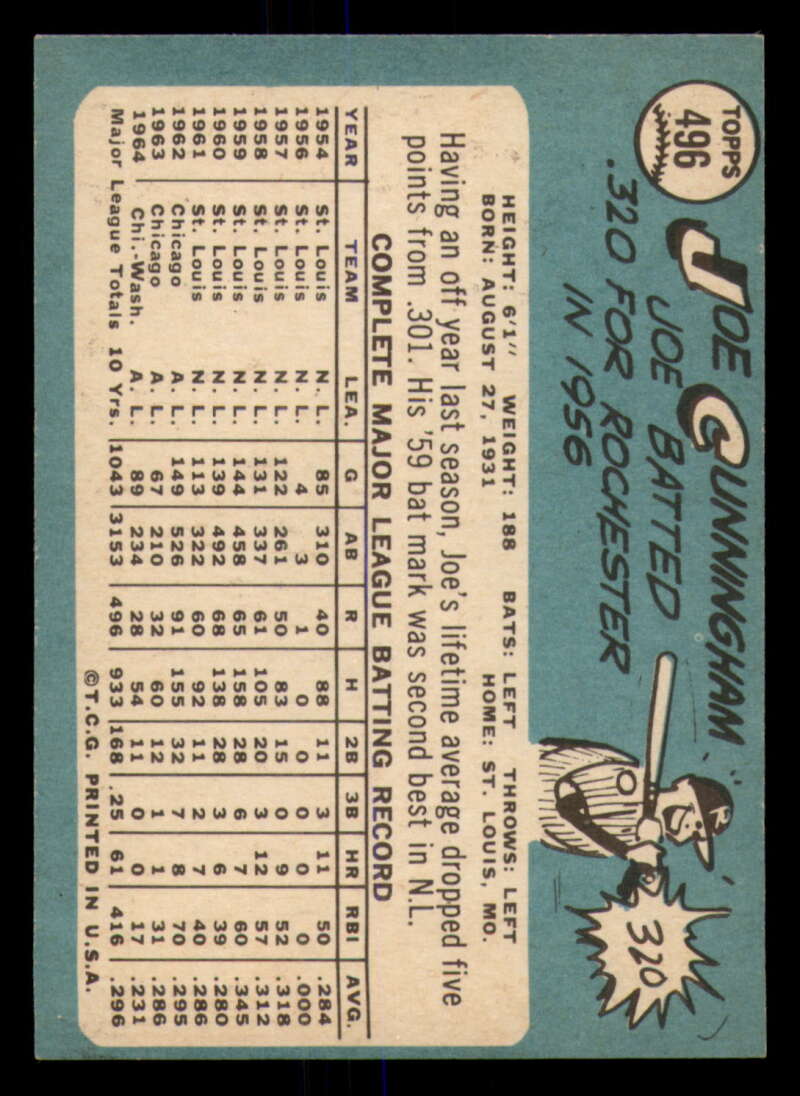 TOPPS
496
JOE CUNNINGHAM
JOE BATTED
.320 FOR ROCHESTER
IN 1956
R
320
HEIGHT: 6'1" WEIGHT: 188 BATS: LEFT THROWS: LEFT
BORN: AUGUST 27, 1931 HOME: ST. LOUIS, MO.
Having an off year last season, Joe's lifetime average dropped five
points from .301. His '59 bat mark was second best in N.L.
COMPLETE MAJOR LEAGUE BATTING RECORD
YEAR TEAM LEA. G AB R H 2B 3B HR RBI AVG.
1954 St. Louis N. L. 85 310 40 88 11 3 11 50 .284
1956 St. Louis N. L. 4 3 1 0 0 0 0 0 .000
1957 St. Louis N. L. 122 261 50 83 15 0 9 52 .318
1958 St. Louis N. L. 131 337 61 105 20 3 12 57 .312
1959 St. Louis N. L. 144 458 65 158 28 6 7 60 .345
1960 St. Louis N. L. 139 492 68 138 28 3 6 39 .280
1961 St. Louis N. L. 113 322 60 92 11 2 7 40 .286
1962 Chicago A. L. 149 526 91 155 32 7 8 70 .295
1963 Chicago A. L. 67 210 32 60 12 1 1 31 .286
1964 Chi.-Wash. A. L. 89 234 28 54 11 0 0 17 .231
Major League Totals 10 Yrs. 1043 3153 496 933 168 .25 61 416 .296
©T.C.G. PRINTED IN U.S.A.